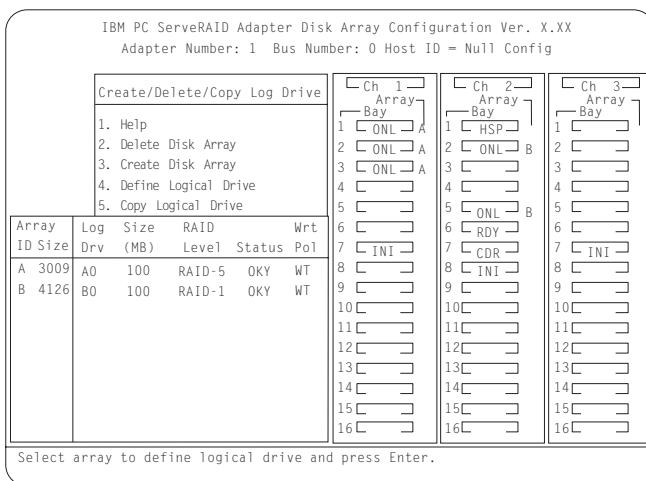 IBM PC ServeRAID Adapter Disk Array Configuration Ver. X.XX
Adapter Number: 1 Bus Number: 0 Host ID = Null Config
Create/Delete/Copy Log Drive
1. Help
2. Delete Disk Array
3. Create Disk Array
4. Define Logical Drive
5. Copy Logical Drive
Array Log Size RAID Wrt
ID Size Drv (MB) Level Status Pol
A 3009 A0 100 RAID-5 OKY WT
B 4126 B0 100 RAID-1 OKY WT
Ch 1
Array
Bay
1 ONL A
2 ONL A
3 ONL A
4
5
6
7 INI
8
9
10
11
12
13
14
15
16
Ch 2
Array
Bay
1 HSP
2 ONL B
3
4
5 ONL B
6 RDY
7 CDR
8 INI
9
10
11
12
13
14
15
16
Ch 3
Array
Bay
1
2
3
4
5
6
7 INI
8
9
10
11
12
13
14
15
16
Select array to define logical drive and press Enter.